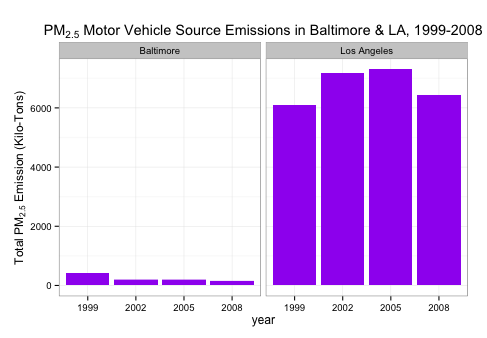 PM2.5 Motor Vehicle Source Emissions in Baltimore & LA, 1999-2008
Baltimore
Los Angeles
Total PM2.5 Emission (Kilo-Tons)
6000
4000
2000
0
1999 2002 2005 2008
1999 2002 2005 2008
year